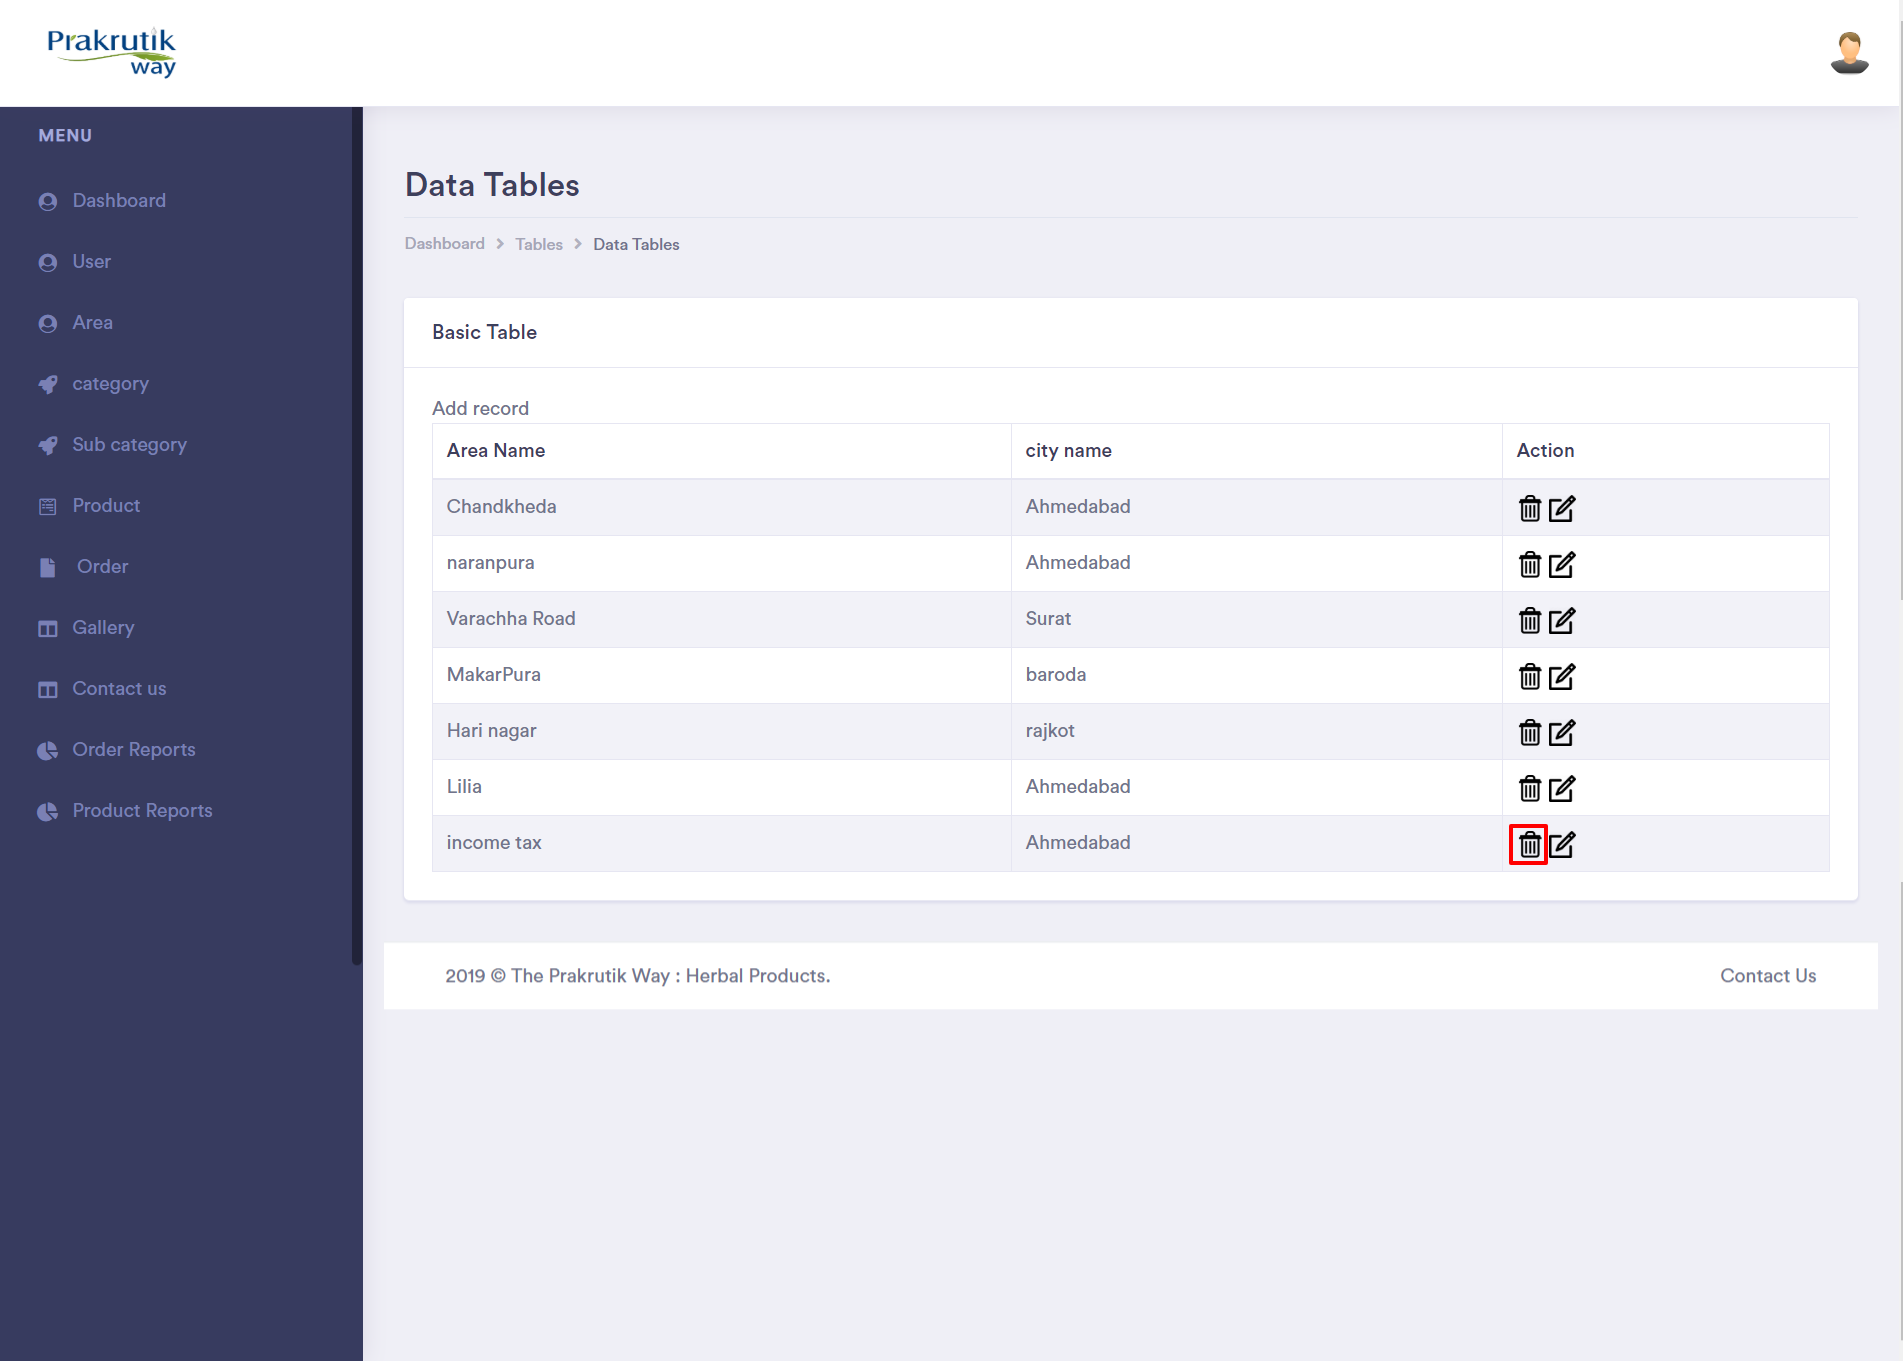 Prakrutik
way
MENU
Dashboard
User
Area
category
Sub category
Product
Order
Gallery
Contact us
Order Reports
Product Reports
Data Tables
Dashboard > Tables > Data Tables
Basic Table
Add record
Area Name city name Action
Chandkheda Ahmedabad
naranpura Ahmedabad
Varachha Road Surat
MakarPura baroda
Hari nagar rajkot
Lilia Ahmedabad
income tax Ahmedabad
2019 © The Prakrutik Way : Herbal Products. Contact Us